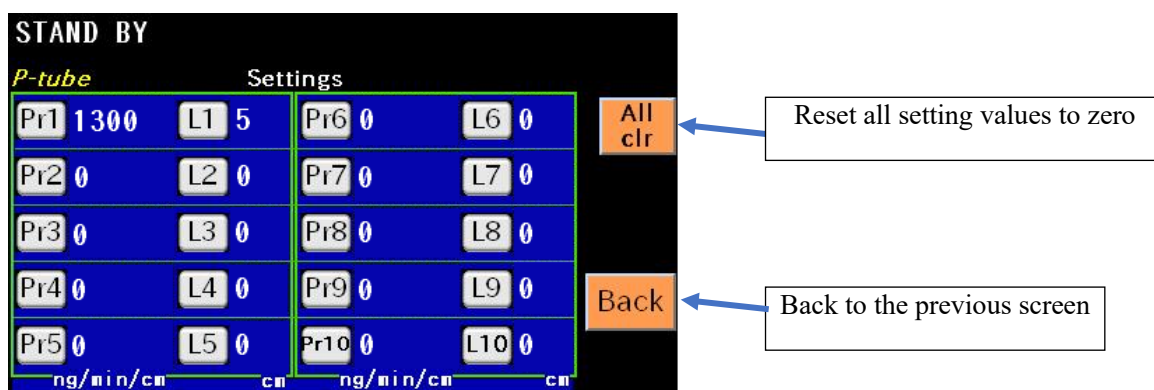 STAND BY
P-tube Settings
Pr1 1300 L1 5 Pr6 0 L6 0
Pr2 0 L2 0 Pr7 0 L7 0
Pr3 0 L3 0 Pr8 0 L8 0
Pr4 0 L4 0 Pr9 0 L9 0
Pr5 0 L5 0 Pr10 0 L10 0
ng/min/cm cm ng/min/cm cm
All
clr
Back
Reset all setting values to zero
Back to the previous screen